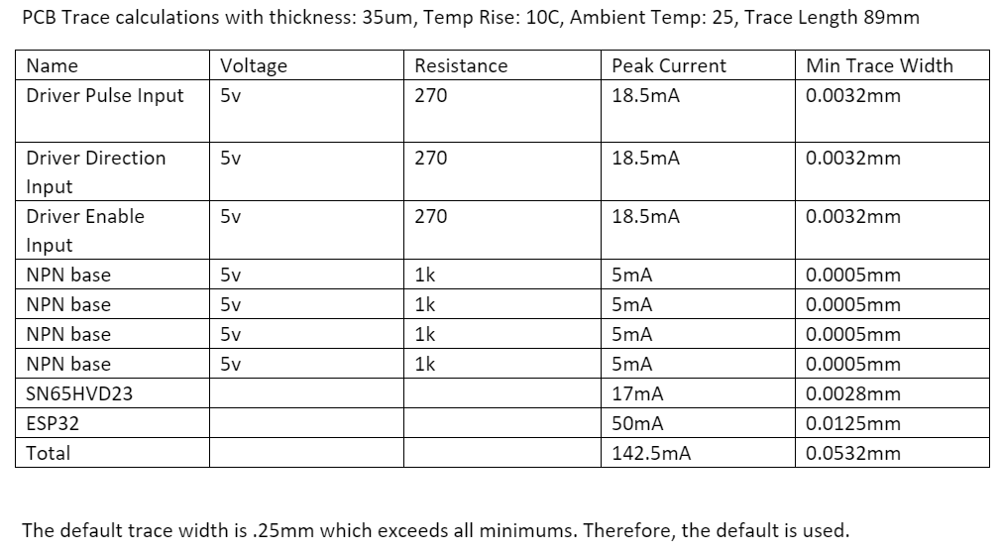 PCB Trace calculations with thickness: 35um, Temp Rise: 10C, Ambient Temp: 25, Trace Length 89mm
Name Voltage Resistance Peak Current Min Trace Width
Driver Pulse Input 5v 270 18.5mA 0.0032mm
Driver Direction 5v 270 18.5mA 0.0032mm
Input
Driver Enable 5v 270 18.5mA 0.0032mm
Input
NPN base 5v 1k 5mA 0.0005mm
NPN base 5v 1k 5mA 0.0005mm
NPN base 5v 1k 5mA 0.0005mm
NPN base 5v 1k 5mA 0.0005mm
SN65HVD23 17mA 0.0028mm
ESP32 50mA 0.0125mm
Total 142.5mA 0.0532mm
The default trace width is .25mm which exceeds all minimums. Therefore, the default is used.